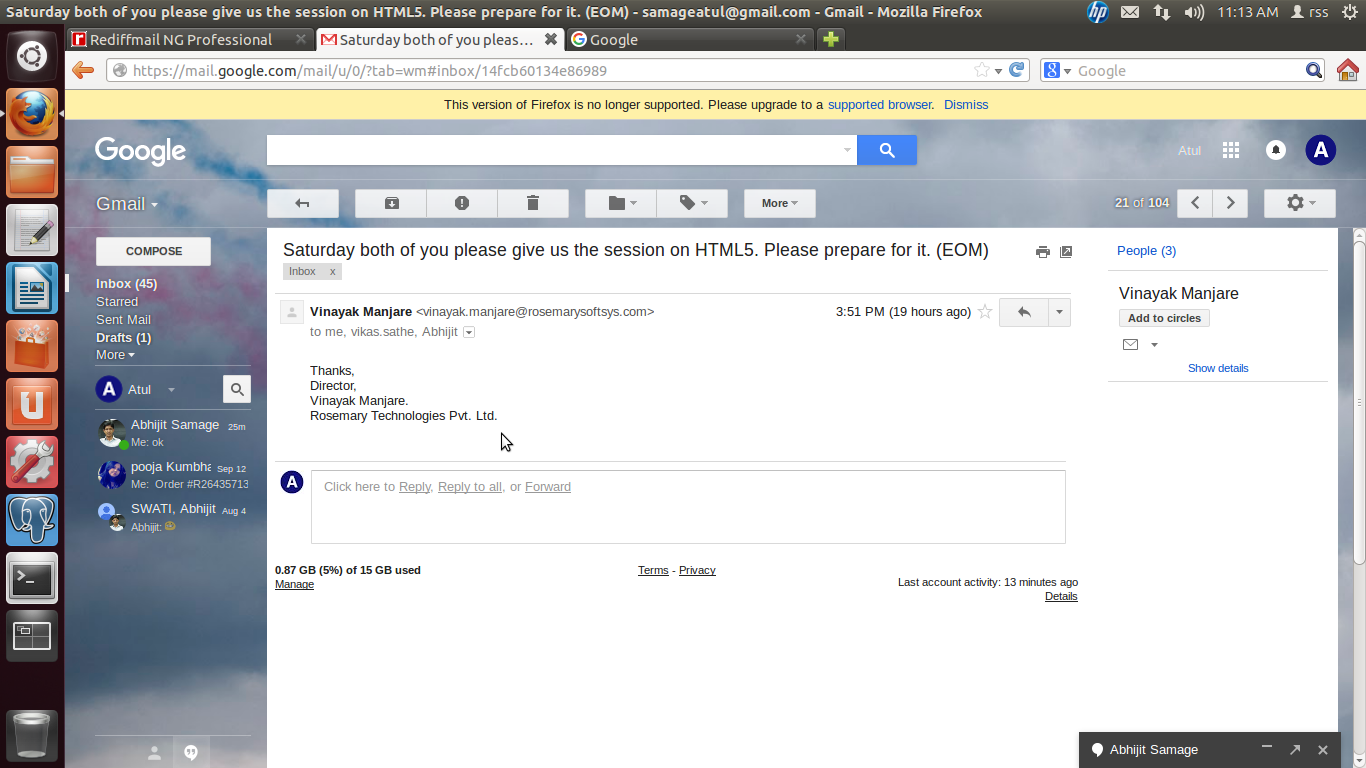 Saturday both of you please give us the session on HTML5. Please prepare for it. (EOM) - samageatul@gmail.com - Gmail - Mozilla Firefox
hp
11:13 AM
rss
Rediffmail NG Professional
Saturday both of you pleas...
Google
https://mail.google.com/mail/u/0/?tab=wm#inbox/14fcb60134e86989
Google
This version of Firefox is no longer supported. Please upgrade to a supported browser. Dismiss
Google
Atul
A
Gmail
More
21 of 104
COMPOSE
Inbox (45)
Starred
Sent Mail
Drafts (1)
More
A Atul
Abhijit Samage 25m
Me: ok
pooja Kumbha Sep 12
Me: Order #R26435713
SWATI, Abhijit Aug 4
Abhijit:
Saturday both of you please give us the session on HTML5. Please prepare for it. (EOM)
Inbox x
Vinayak Manjare <vinayak.manjare@rosemarysoftsys.com>
3:51 PM (19 hours ago)
to me, vikas.sathe, Abhijit
Thanks,
Director,
Vinayak Manjare.
Rosemary Technologies Pvt. Ltd.
A
Click here to Reply, Reply to all, or Forward
0.87 GB (5%) of 15 GB used
Manage
Terms - Privacy
Last account activity: 13 minutes ago
Details
People (3)
Vinayak Manjare
Add to circles
Show details
Abhijit Samage